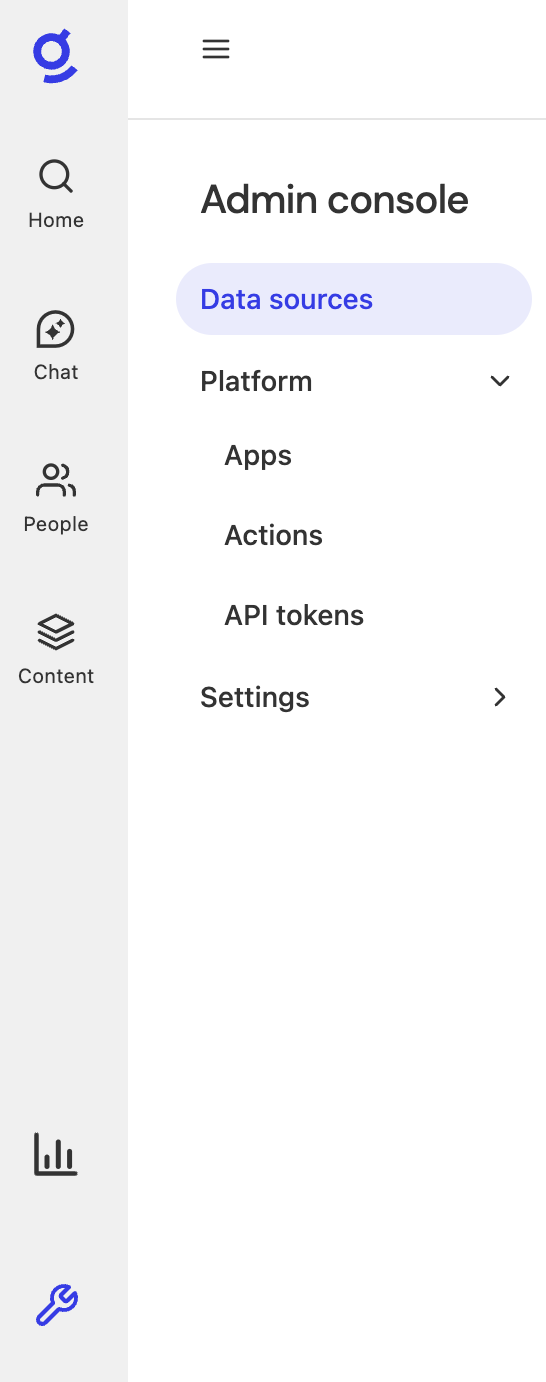 Home
Chat
People
Content
Admin console
Data sources
Platform
Apps
Actions
API tokens
Settings